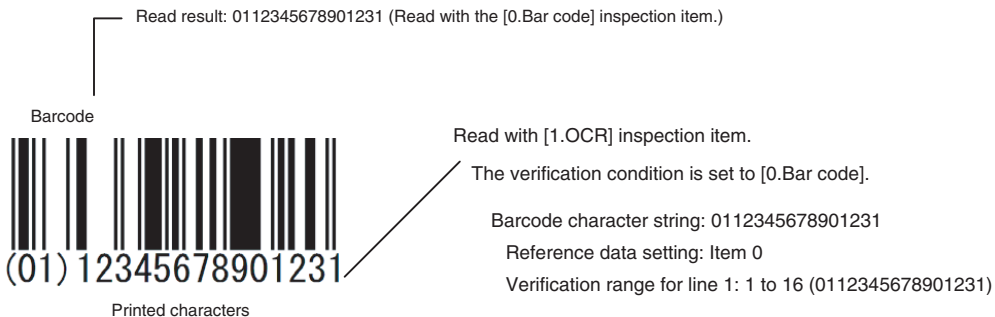 Read result: 0112345678901231 (Read with the [0.Bar code] inspection item.)
Barcode
(01)12345678901231
Printed characters
Read with [1.OCR] inspection item.
The verification condition is set to [0.Bar code].
Barcode character string: 0112345678901231
Reference data setting: Item 0
Verification range for line 1: 1 to 16 (0112345678901231)